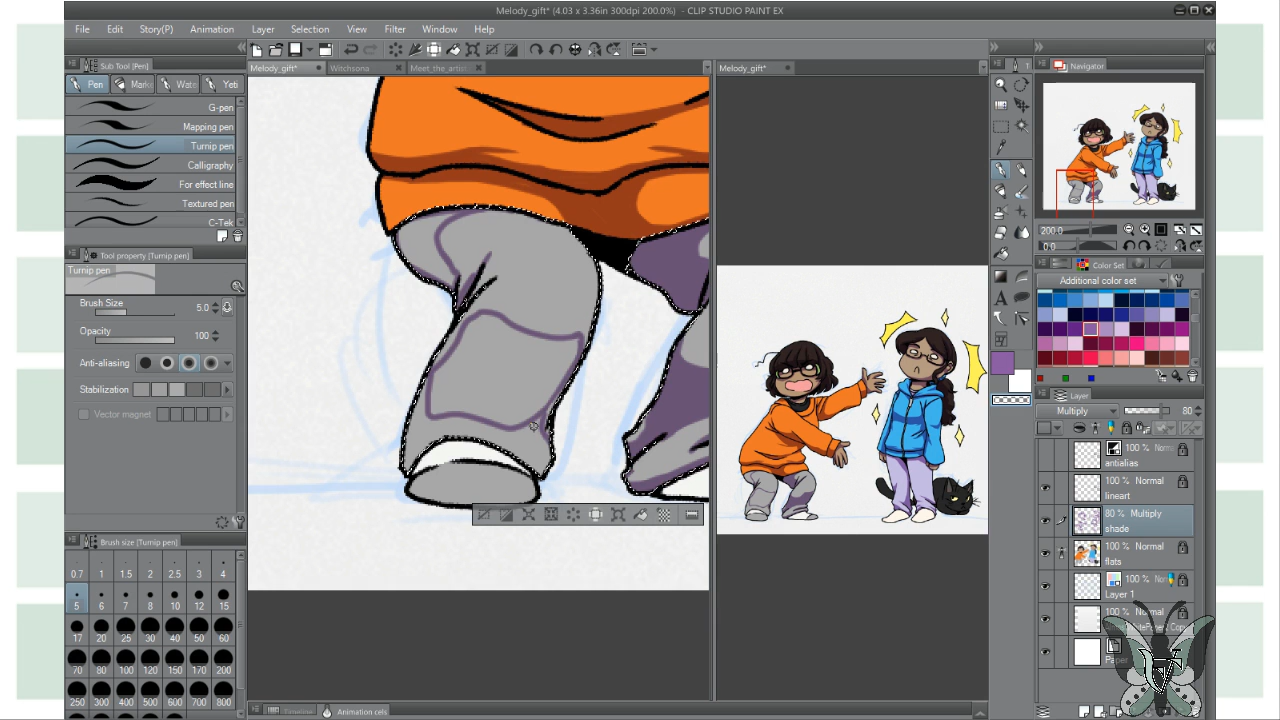 Melody_gift* (4.03 x 3.36in 300dpi 200.0%) - CLIP STUDIO PAINT EX
File Edit Story(P) Animation Layer Selection View Filter Window Help
Sub Tool [Pen]
Pen Mark Wate Yeti
G-pen
Mapping pen
Turnip pen
Calligraphy
For effect line
Textured pen
C-Tek
Tool property [Turnip pen]
Turnip pen
Brush Size 5.0
Opacity 100
Anti-aliasing
Stabilization
Vector magnet
Brush size [Turnip pen]
0.7 1 1.5 2 2.5 3 4
5 6 7 8 10 12 15
17 20 25 30 40 50 60
70 80 100 120 150 170 200
250 300 400 500 600 700 800
Melody_gift* Witchsona Meet_the_artist
Melody_gift*
Timeline Animation cels
Navigator
200.0
0.0
Color Set
Additional color set
Layer
Multiply 80
100 % Norm
antialias
100 % Normal
lineart
80 % Multiply
shade
100 % Normal
flats
100 % No
Layer 1
100 % Normal